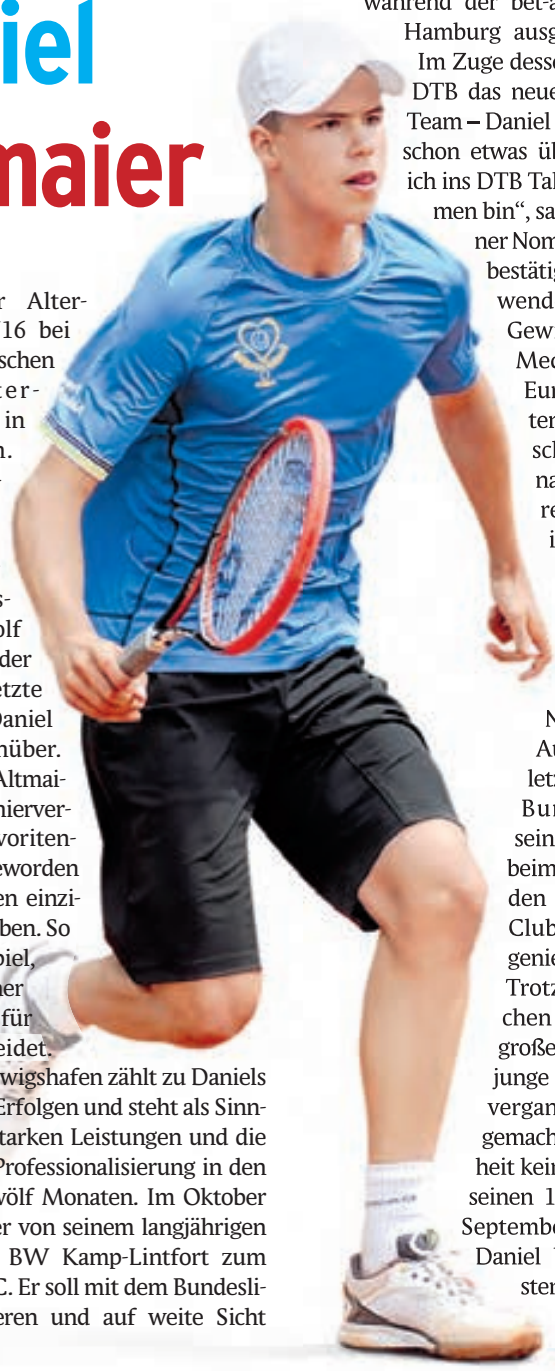 iel
maier
r Alter-
/16 bei
schen
ter-
in
n.
s-
olf
der
etzte
Daniel
nüber.
Altmai-
nierver-
voriten-
eworden
en einzi-
ben. So
piel,
ner
für
eidet.
wigshafen zählt zu Daniels
Erfolgen und steht als Sinn-
tarken Leistungen und die
Professionalisierung in den
völf Monaten. Im Oktober
er von seinem langjährigen
BW Kamp-Lintfort zum
C. Er soll mit dem Bundesli-
eren und auf weite Sicht
während der bet-a
Hamburg ausg
Im Zuge desse
DTB das neue
Team – Daniel
schon etwas üb
ich ins DTB Tal
men bin“, sa
ner Nom
bestätig
wend
Gew
Med
Eur
ter
sch
na
re
i
N
Au
letz
Bun
sein
beim
den
Club
genie
Trotz
chen
große
junge
vergan
gemach
heit kein
seinen 1
Septembe
Daniel
ster